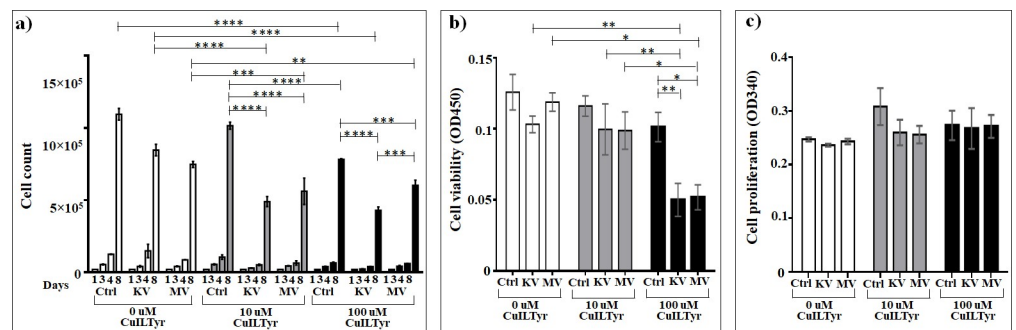 a)
****
****
****
**
***
****
****
****
***
****
***
Cell count
15×10⁵
10×10⁵
5×10⁵
0
Days
1 3 4 8 1 3 4 8 1 3 4 8 1 3 4 8 1 3 4 8 1 3 4 8 1 3 4 8 1 3 4 8 1 3 4 8
Ctrl KV MV Ctrl KV MV Ctrl KV MV
0 uM 10 uM 100 uM
CuILTyr CuILTyr CuILTyr
b)
**
*
**
*
*
**
Cell viability (OD450)
0.15
0.1
0.05
0
Ctrl KV MV Ctrl KV MV Ctrl KV MV
0 uM 10 uM 100 uM
CuILTyr CuILTyr CuILTyr
c)
Cell proliferation (OD340)
0.4
0.3
0.2
0
Ctrl KV MV Ctrl KV MV Ctrl KV MV
0 uM 10 uM 100 uM
CuILTyr CuILTyr CuILTyr